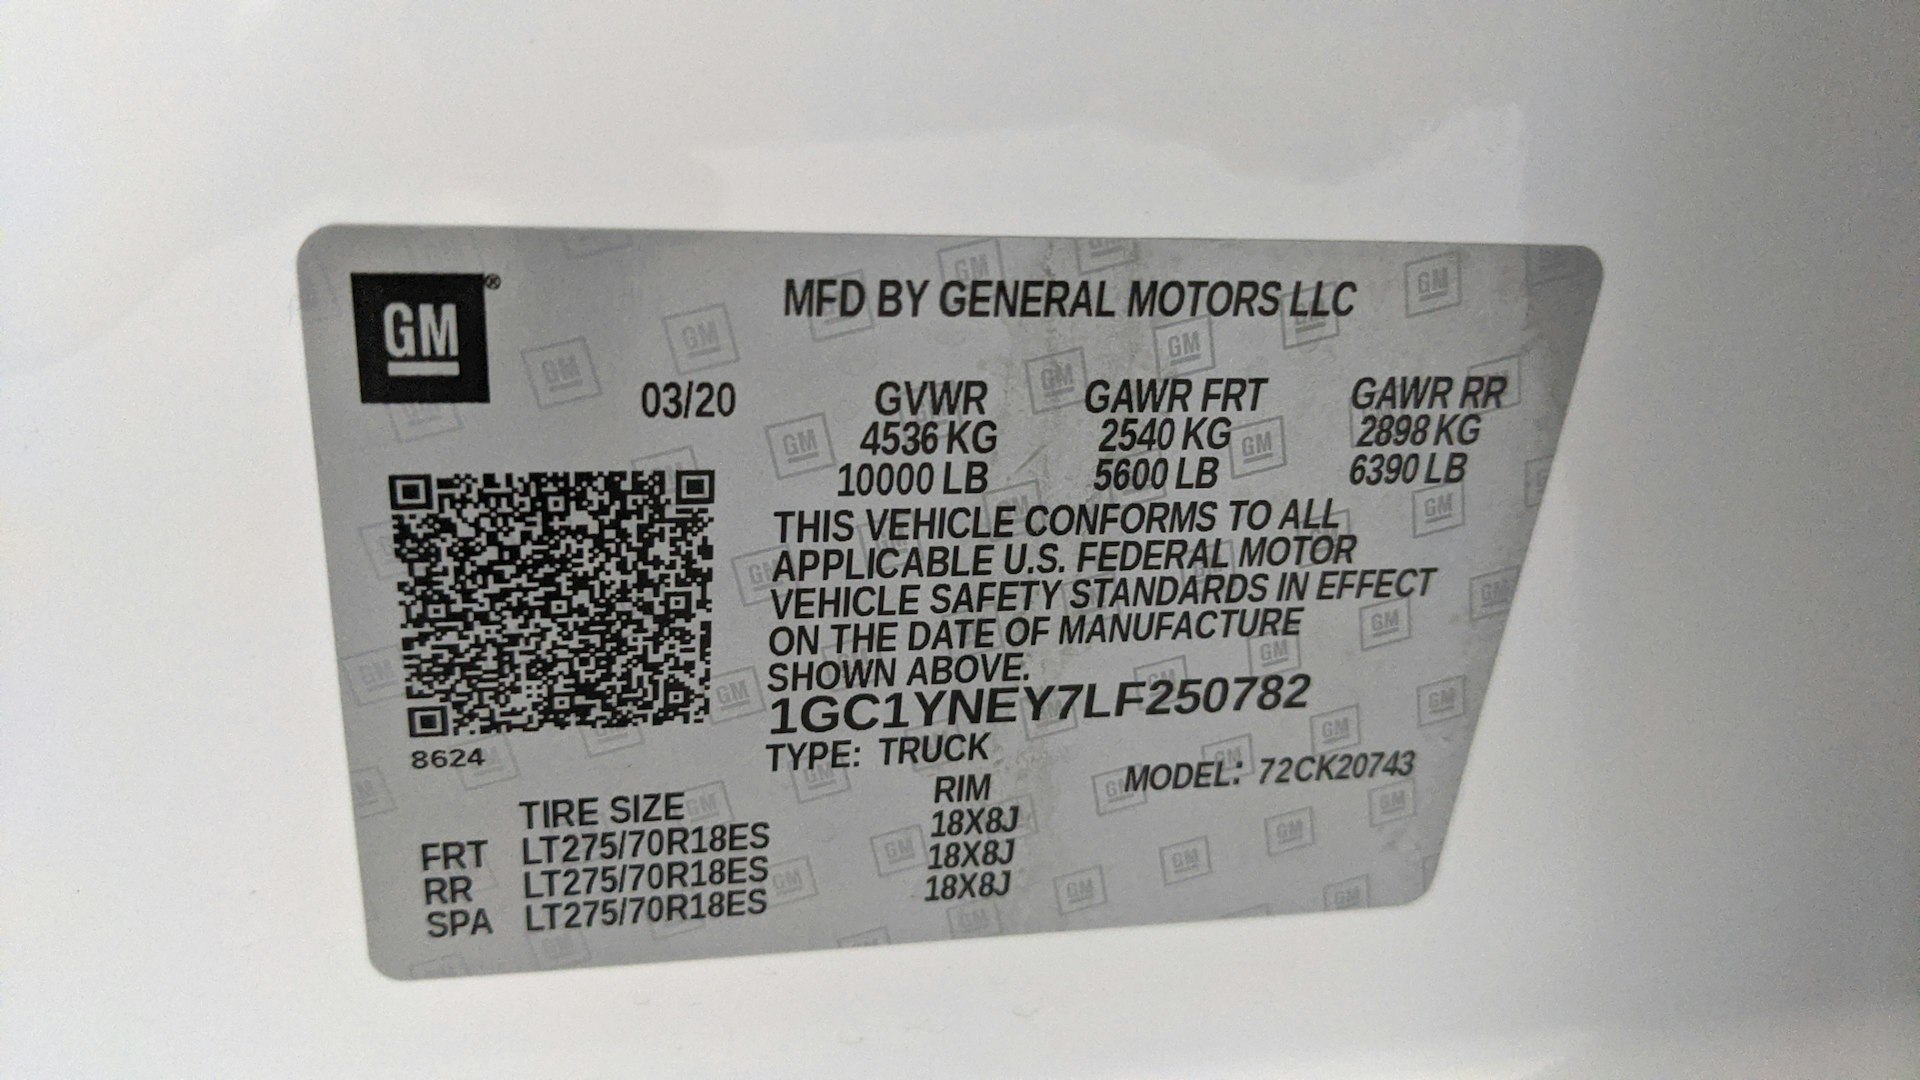 GM®
MFD BY GENERAL MOTORS LLC
03/20 GVWR GAWR FRT GAWR RR
4536 KG 2540 KG 2898 KG
10000 LB 5600 LB 6390 LB
THIS VEHICLE CONFORMS TO ALL
APPLICABLE U.S. FEDERAL MOTOR
VEHICLE SAFETY STANDARDS IN EFFECT
ON THE DATE OF MANUFACTURE
SHOWN ABOVE.
1GC1YNEY7LF250782
8624
TYPE: TRUCK MODEL: 72CK20743
TIRE SIZE RIM
FRT LT275/70R18ES 18X8J
RR LT275/70R18ES 18X8J
SPA LT275/70R18ES 18X8J